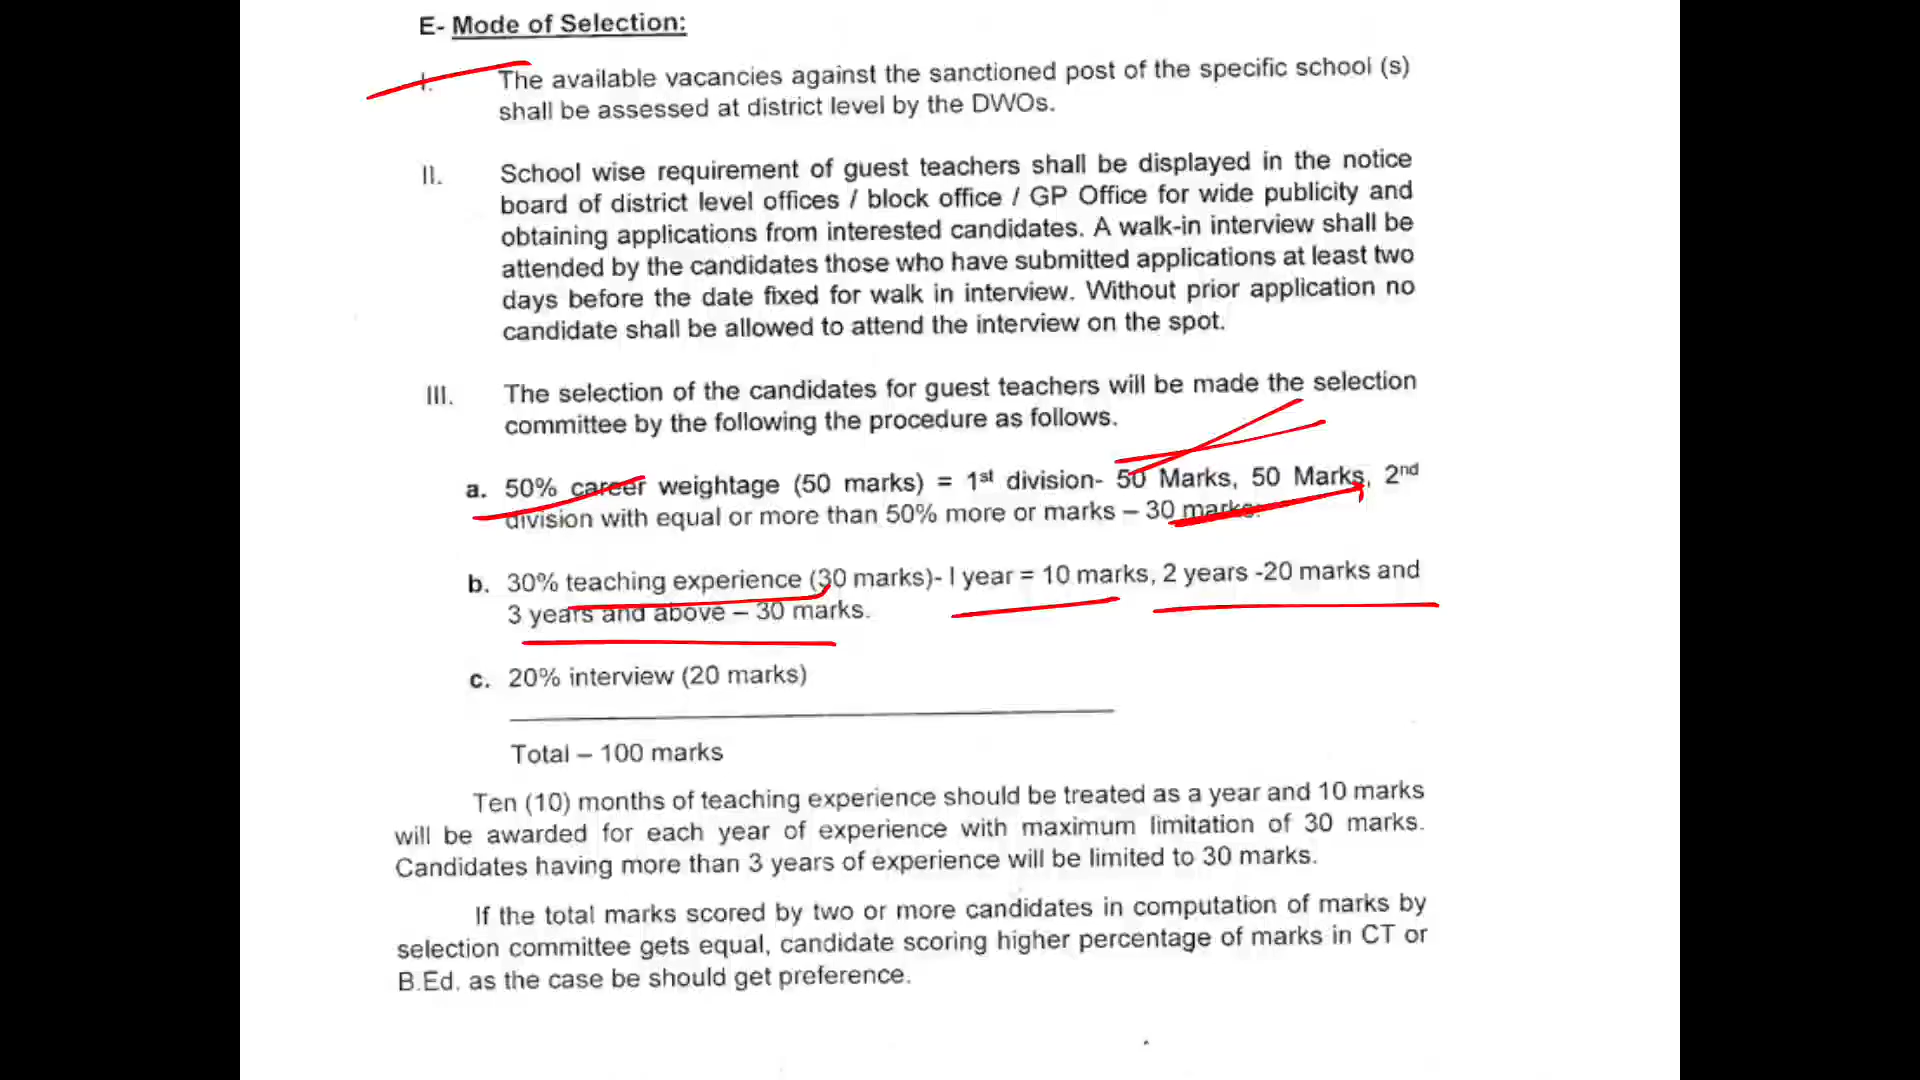 E- Mode of Selection:
I. The available vacancies against the sanctioned post of the specific school (s)
shall be assessed at district level by the DWOs.
II. School wise requirement of guest teachers shall be displayed in the notice
board of district level offices / block office / GP Office for wide publicity and
obtaining applications from interested candidates. A walk-in interview shall be
attended by the candidates those who have submitted applications at least two
days before the date fixed for walk in interview. Without prior application no
candidate shall be allowed to attend the interview on the spot.
III. The selection of the candidates for guest teachers will be made the selection
committee by the following the procedure as follows.
a. 50% career weightage (50 marks) = 1st division- 50 Marks, 50 Marks, 2nd
division with equal or more than 50% more or marks – 30 marks.
b. 30% teaching experience (30 marks)- I year = 10 marks, 2 years -20 marks and
3 years and above – 30 marks.
c. 20% interview (20 marks)
Total – 100 marks
Ten (10) months of teaching experience should be treated as a year and 10 marks
will be awarded for each year of experience with maximum limitation of 30 marks.
Candidates having more than 3 years of experience will be limited to 30 marks.
If the total marks scored by two or more candidates in computation of marks by
selection committee gets equal, candidate scoring higher percentage of marks in CT or
B.Ed. as the case be should get preference.